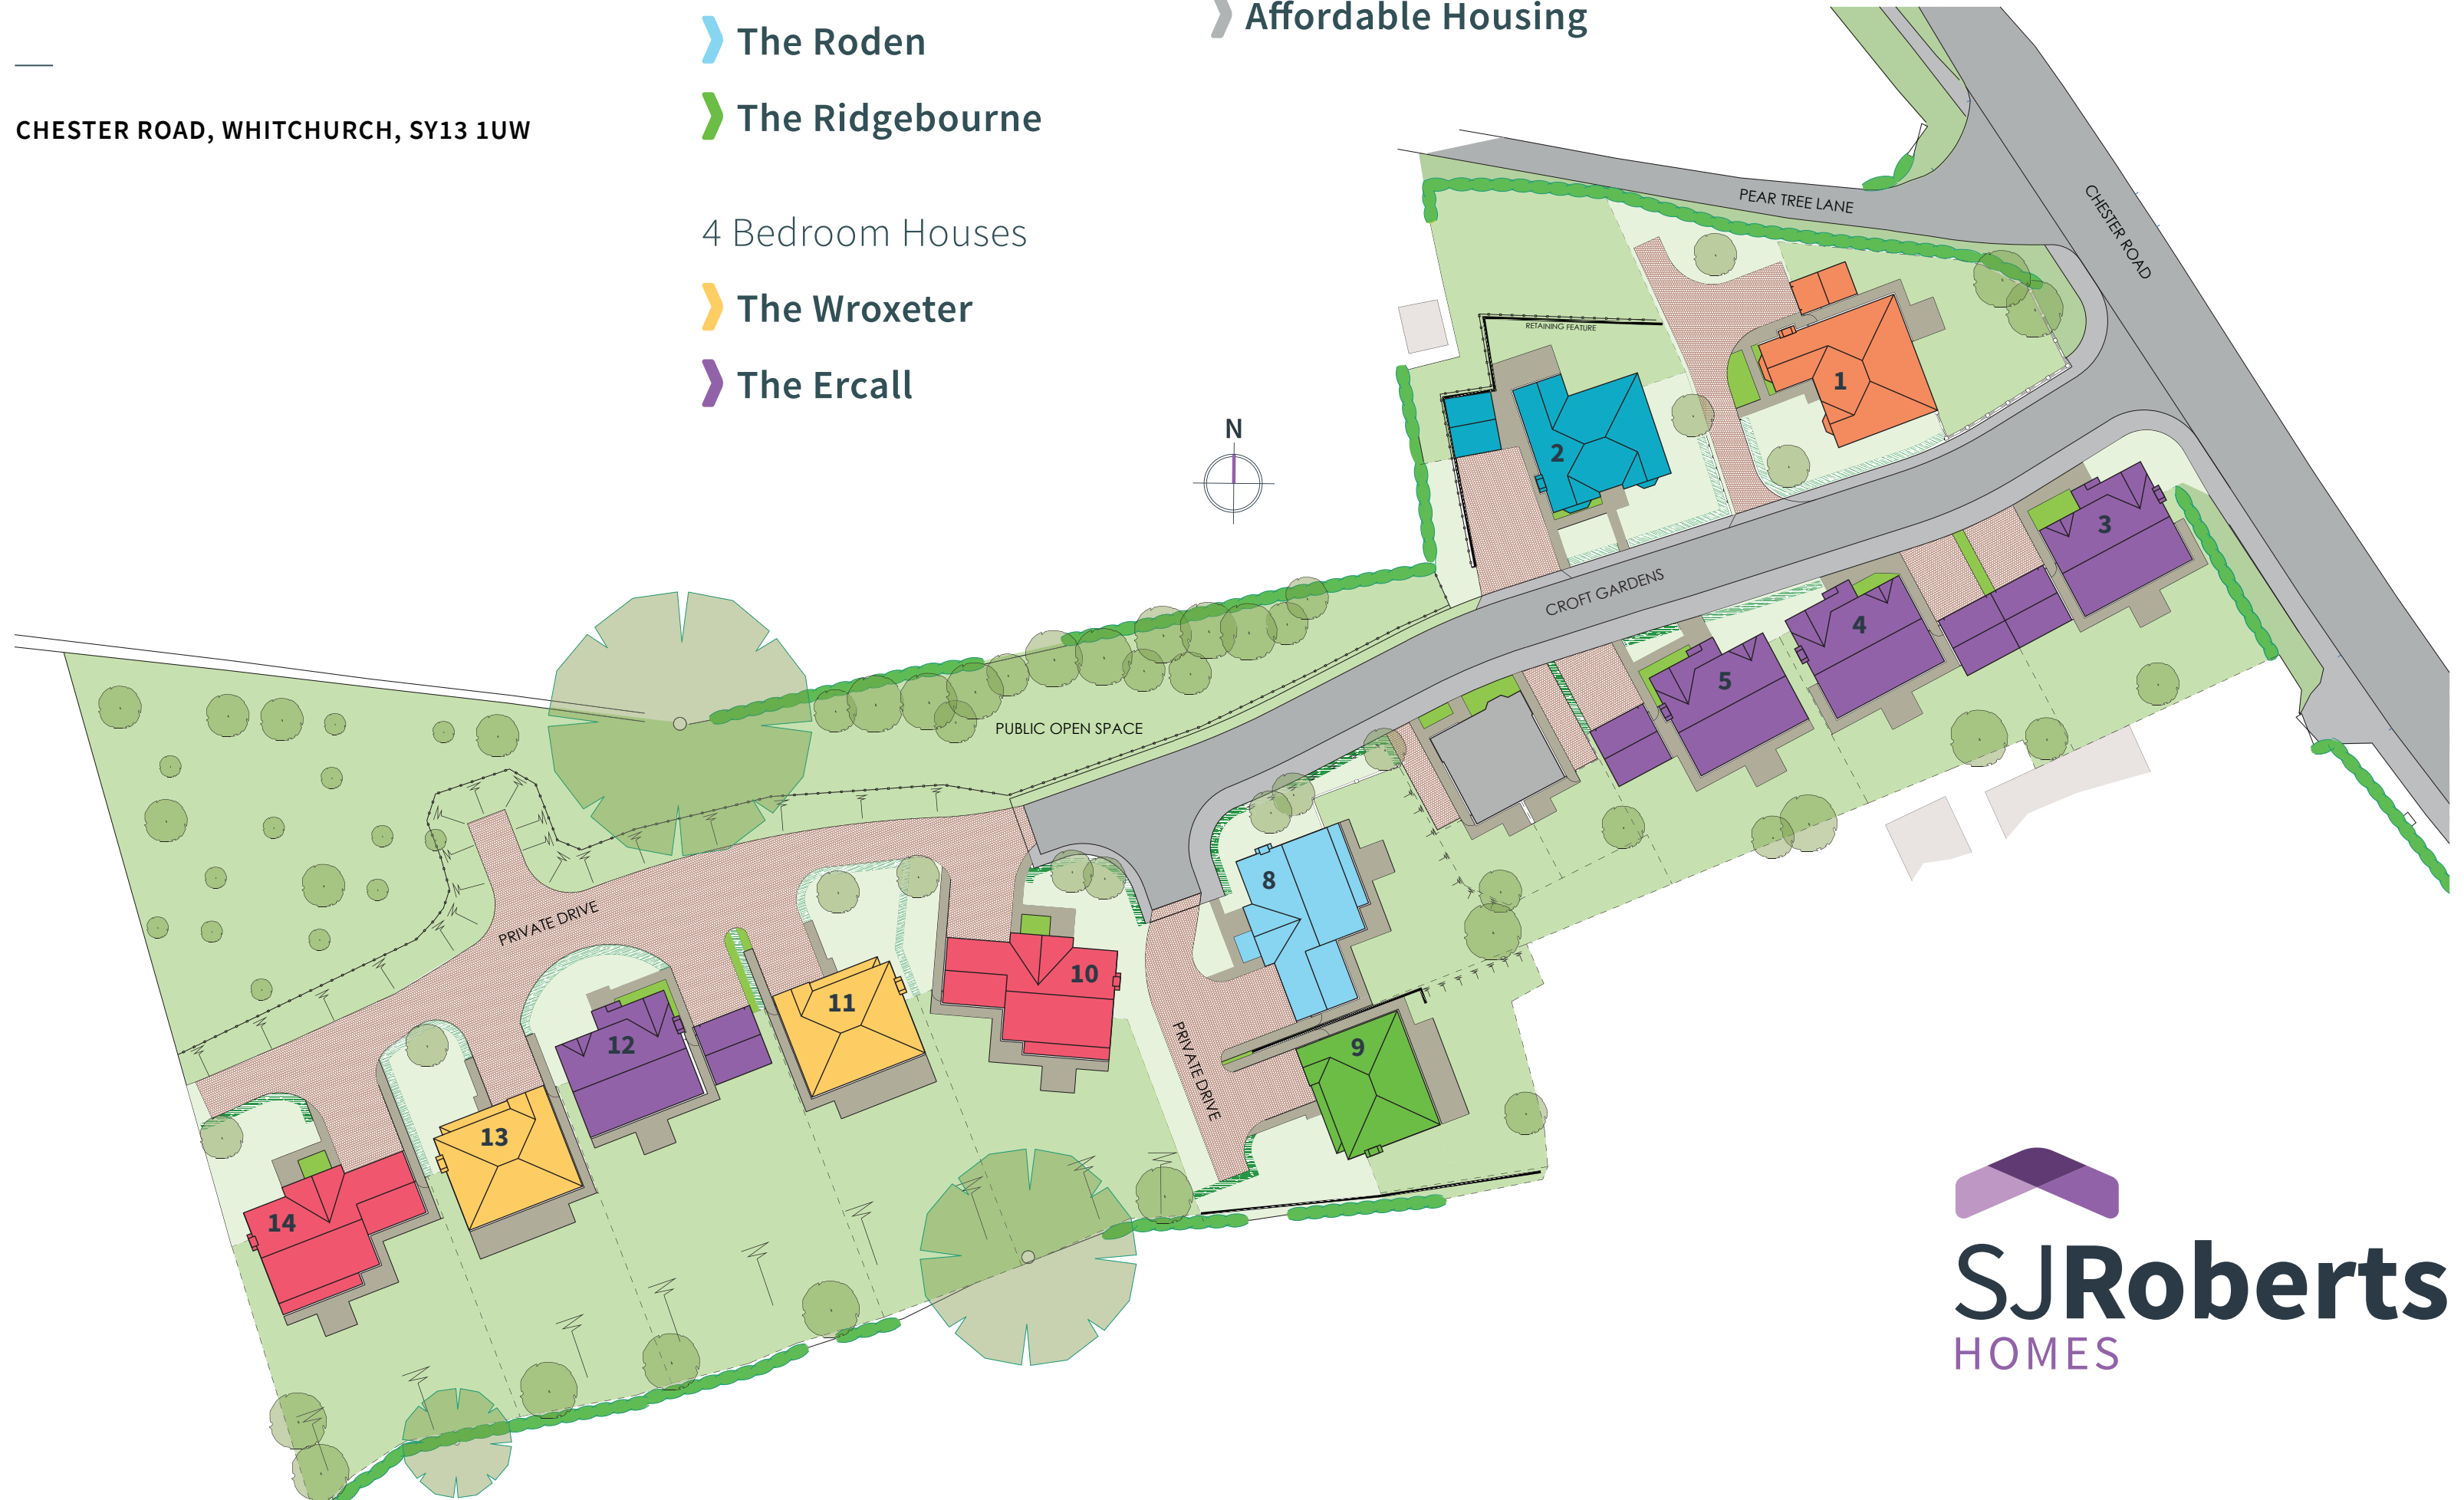 Affordable Housing
The Roden
The Ridgebourne
CHESTER ROAD, WHITCHURCH, SY13 1UW
4 Bedroom Houses
The Wroxeter
The Ercall
N
PEAR TREE LANE
CHESTER ROAD
RETAINING FEATURE
1
2
3
CROFT GARDENS
4
5
PUBLIC OPEN SPACE
8
PRIVATE DRIVE
10
11
12
9
PRIVATE DRIVE
13
14
SJRoberts
HOMES